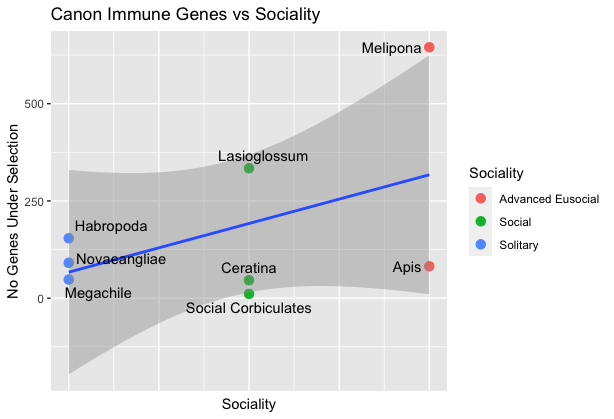 Canon Immune Genes vs Sociality
No Genes Under Selection
500
250
0
Melipona
Lasioglossum
Habropoda
Novaeangliae
Megachile
Ceratina
Social Corbiculates
Apis
Sociality
Sociality
Advanced Eusocial
Social
Solitary